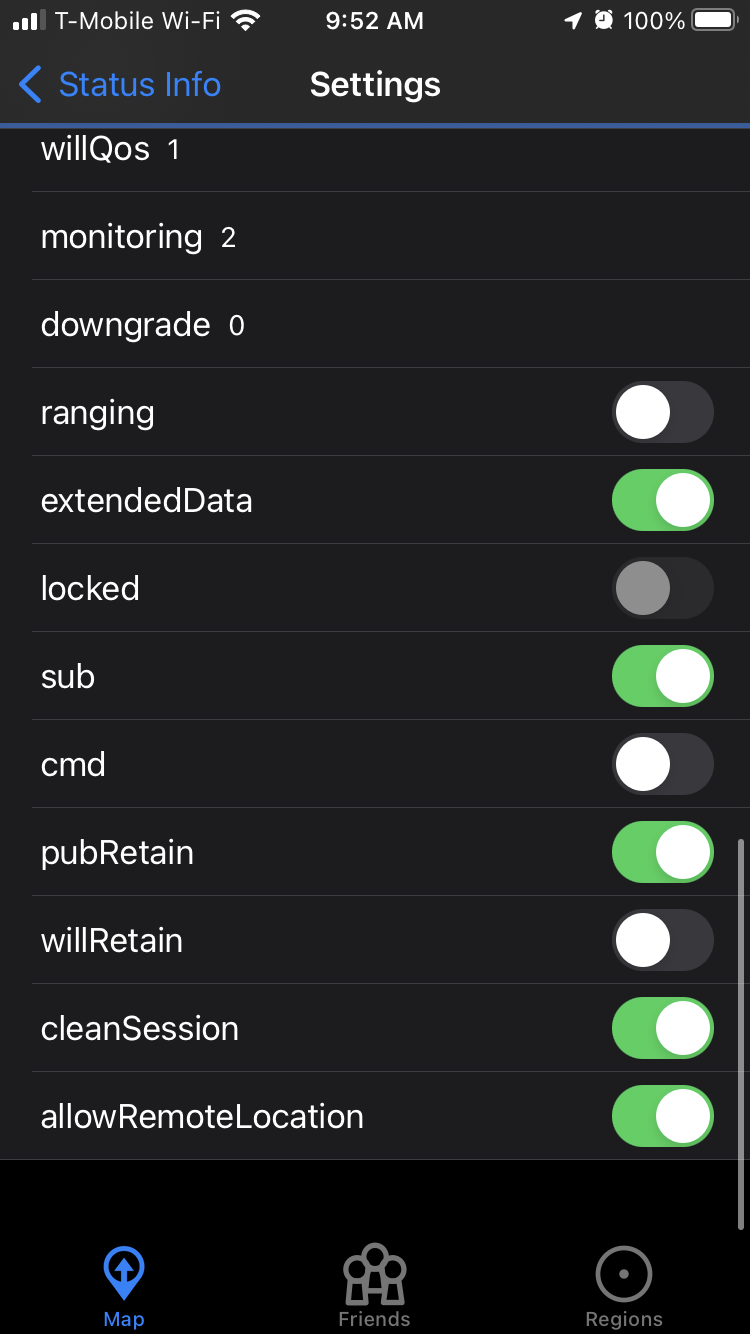 T-Mobile Wi-Fi 9:52 AM 100%
Status Info Settings
willQos 1
monitoring 2
downgrade 0
ranging
extendedData
locked
sub
cmd
pubRetain
willRetain
cleanSession
allowRemoteLocation
Map Friends Regions